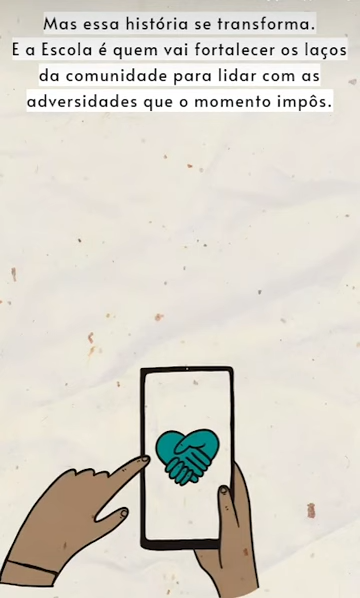 Mas essa história se transforma.
E a Escola é quem vai fortalecer os laços
da comunidade para lidar com as
adversidades que o momento impôs.